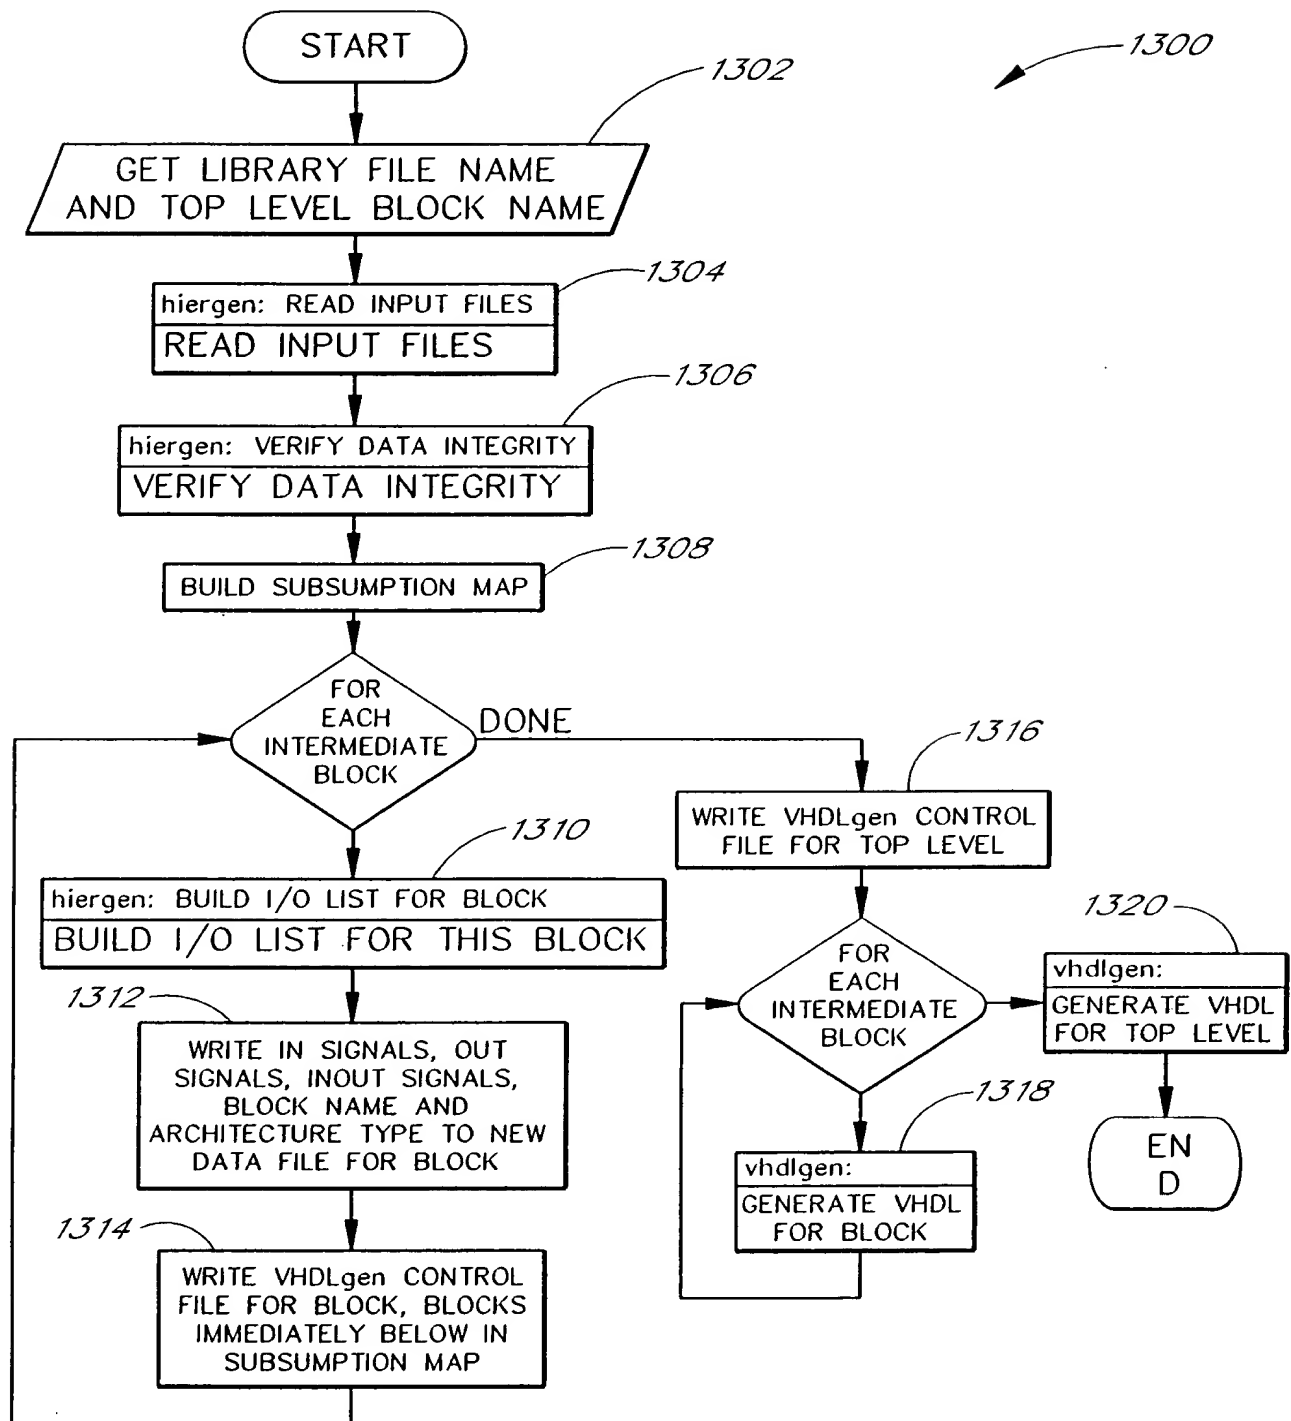 START
1300
1302
GET LIBRARY FILE NAME
AND TOP LEVEL BLOCK NAME
1304
hiergen: READ INPUT FILES
READ INPUT FILES
1306
hiergen: VERIFY DATA INTEGRITY
VERIFY DATA INTEGRITY
1308
BUILD SUBSUMPTION MAP
FOR
EACH
INTERMEDIATE
BLOCK
DONE
1310
hiergen: BUILD I/O LIST FOR BLOCK
BUILD I/O LIST FOR THIS BLOCK
1312
WRITE IN SIGNALS, OUT
SIGNALS, INOUT SIGNALS,
BLOCK NAME AND
ARCHITECTURE TYPE TO NEW
DATA FILE FOR BLOCK
1314
WRITE VHDLgen CONTROL
FILE FOR BLOCK, BLOCKS
IMMEDIATELY BELOW IN
SUBSUMPTION MAP
1316
WRITE VHDLgen CONTROL
FILE FOR TOP LEVEL
FOR
EACH
INTERMEDIATE
BLOCK
1318
vhdlgen:
GENERATE VHDL
FOR BLOCK
1320
vhdlgen:
GENERATE VHDL
FOR TOP LEVEL
EN
D